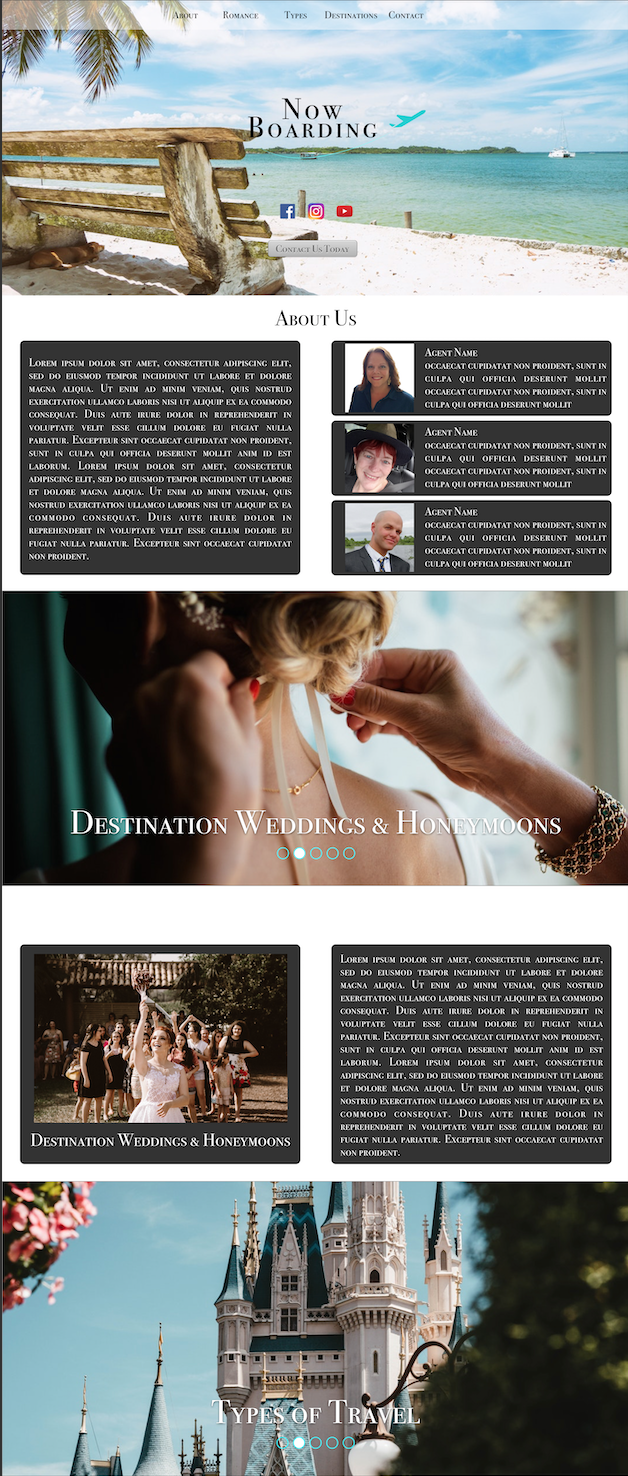 About Romance Types Destinations Contact
Now
Boarding
Contact Us Today
About Us
Lorem ipsum dolor sit amet, consectetur adipiscing elit,
sed do eiusmod tempor incididunt ut labore et dolore
magna aliqua. Ut enim ad minim veniam, quis nostrud
exercitation ullamco laboris nisi ut aliquip ex ea commodo
consequat. Duis aute irure dolor in reprehenderit in
voluptate velit esse cillum dolore eu fugiat nulla
pariatur. Excepteur sint occaecat cupidatat non proident,
sunt in culpa qui officia deserunt mollit anim id est
laborum. Lorem ipsum dolor sit amet, consectetur
adipiscing elit, sed do eiusmod tempor incididunt ut labore
et dolore magna aliqua. Ut enim ad minim veniam, quis
nostrud exercitation ullamco laboris nisi ut aliquip ex ea
commodo consequat. Duis aute irure dolor in
reprehenderit in voluptate velit esse cillum dolore eu
fugiat nulla pariatur. Excepteur sint occaecat cupidatat
non proident.
Agent Name
occaecat cupidatat non proident, sunt in
culpa qui officia deserunt mollit
occaecat cupidatat non proident, sunt in
culpa qui officia deserunt mollit
Agent Name
occaecat cupidatat non proident, sunt in
culpa qui officia deserunt mollit
occaecat cupidatat non proident, sunt in
culpa qui officia deserunt mollit
Agent Name
occaecat cupidatat non proident, sunt in
culpa qui officia deserunt mollit
occaecat cupidatat non proident, sunt in
culpa qui officia deserunt mollit
Destination Weddings & Honeymoons
Destination Weddings & Honeymoons
Lorem ipsum dolor sit amet, consectetur adipiscing elit,
sed do eiusmod tempor incididunt ut labore et dolore
magna aliqua. Ut enim ad minim veniam, quis nostrud
exercitation ullamco laboris nisi ut aliquip ex ea commodo
consequat. Duis aute irure dolor in reprehenderit in
voluptate velit esse cillum dolore eu fugiat nulla
pariatur. Excepteur sint occaecat cupidatat non proident,
sunt in culpa qui officia deserunt mollit anim id est
laborum. Lorem ipsum dolor sit amet, consectetur
adipiscing elit, sed do eiusmod tempor incididunt ut labore
et dolore magna aliqua. Ut enim ad minim veniam, quis
nostrud exercitation ullamco laboris nisi ut aliquip ex ea
commodo consequat. Duis aute irure dolor in
reprehenderit in voluptate velit esse cillum dolore eu
fugiat nulla pariatur. Excepteur sint occaecat cupidatat
non proident.
Types of Travel